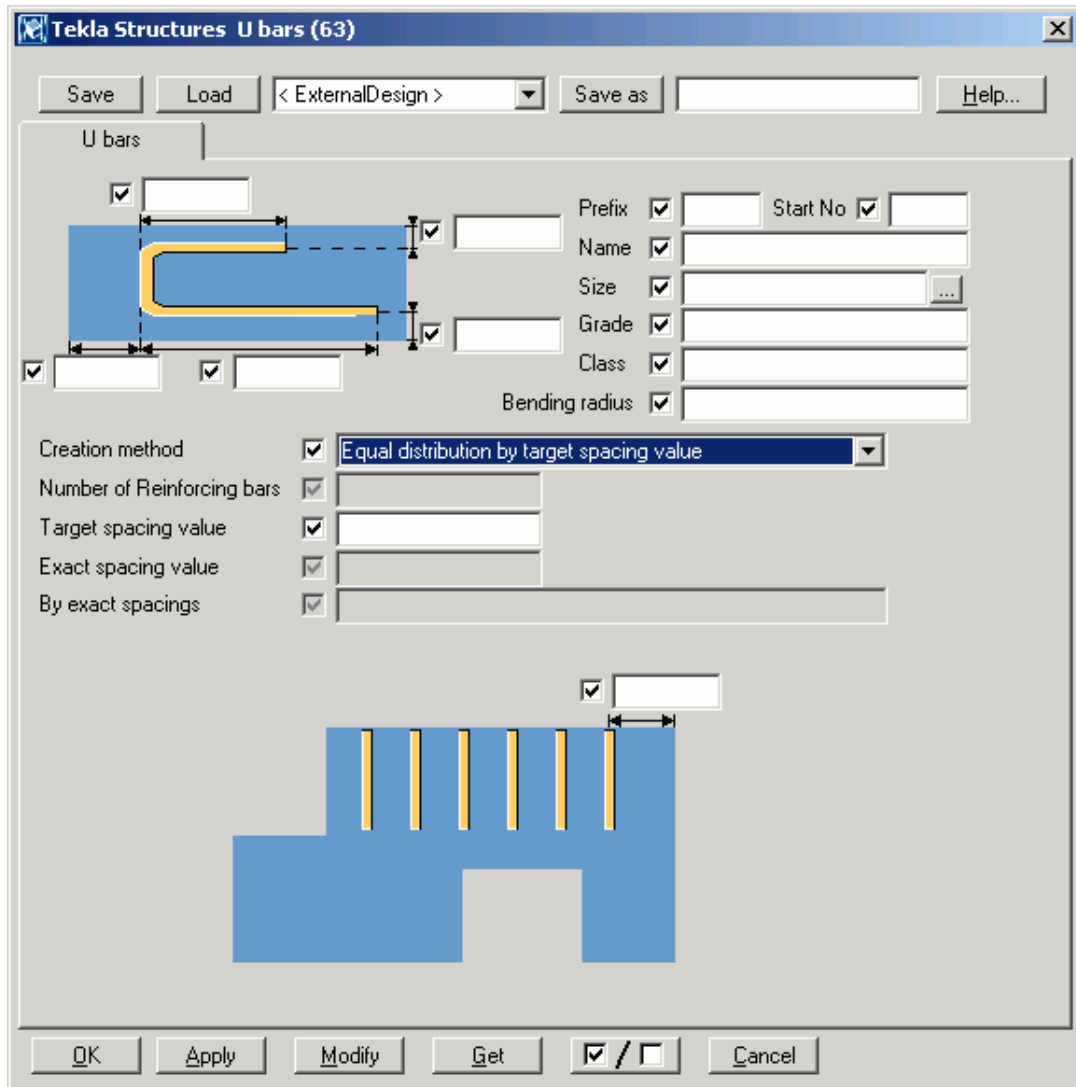 Tekla Structures U bars (63)
Save Load < ExternalDesign > Save as Help...
U bars
Prefix Start No
Name
Size ...
Grade
Class
Bending radius
Creation method Equal distribution by target spacing value
Number of Reinforcing bars
Target spacing value
Exact spacing value
By exact spacings
OK Apply Modify Get / Cancel